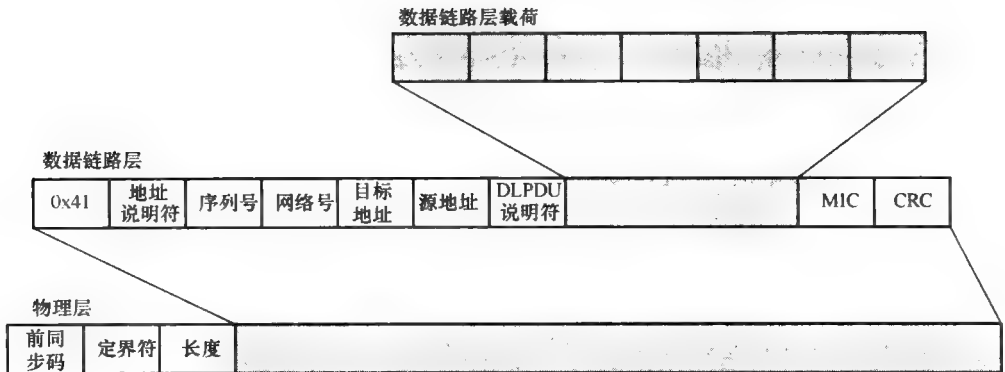 数据链路层载荷
数据链路层
0x41
地址
说明符
序列号
网络号
目标
地址
源地址
DLPDU
说明符
MIC
CRC
物理层
前同
步码
定界符
长度